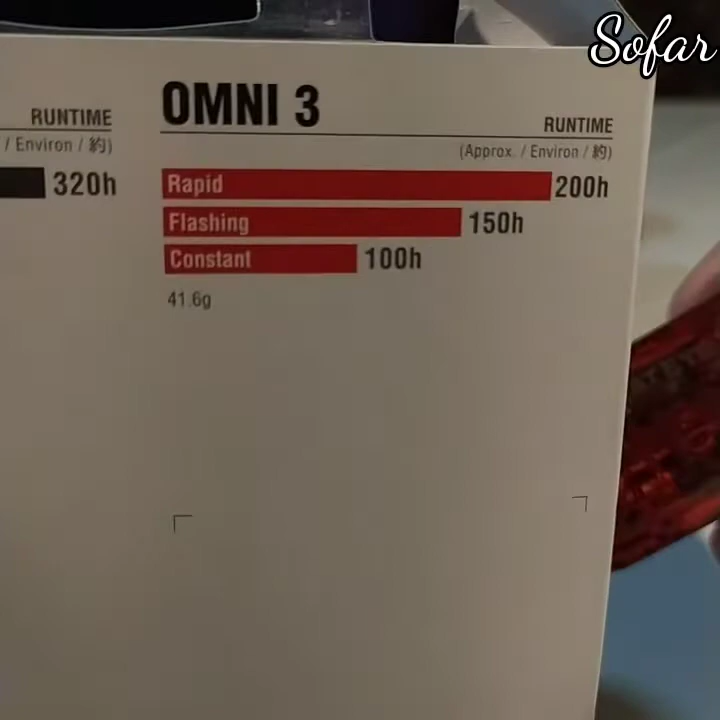 Sofar
OMNI 3
RUNTIME
RUNTIME
/ Environ / 約)
(Approx. / Environ / 約)
320h
Rapid 200h
Flashing 150h
Constant 100h
41.6g